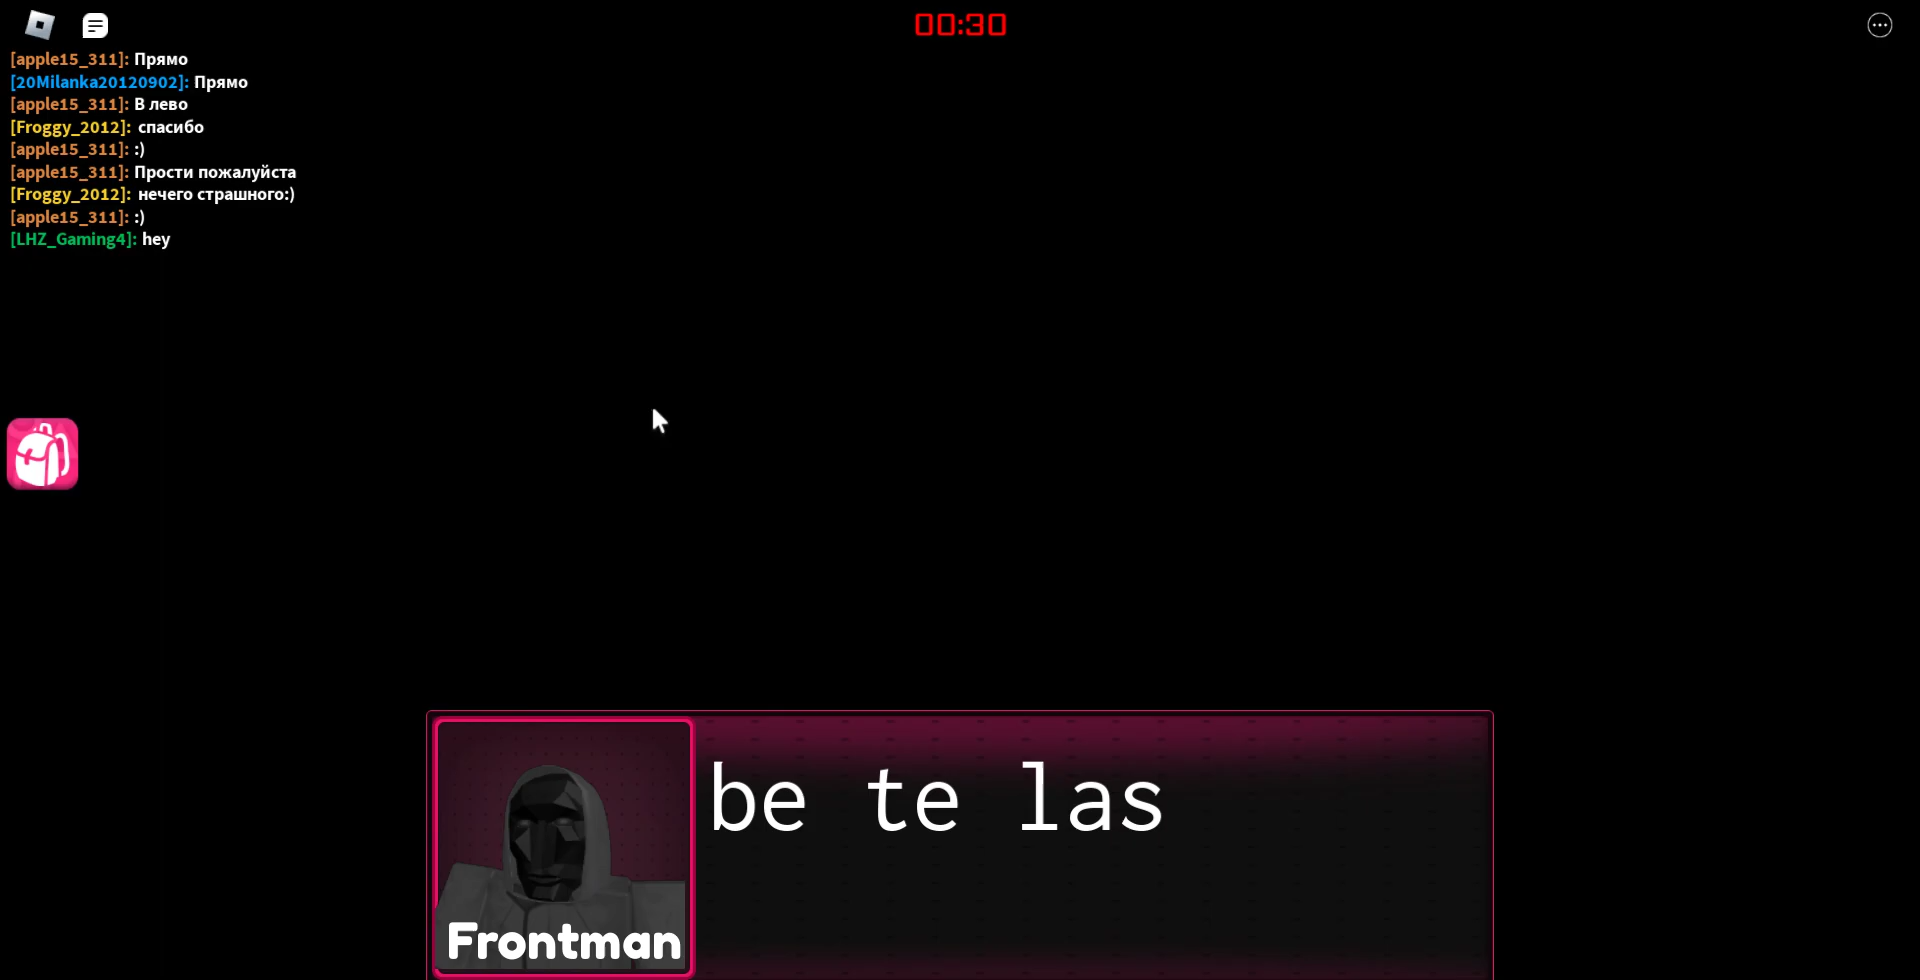 00:30
[apple15_311]: Прямо
[20Milanka20120902]: Прямо
[apple15_311]: В лево
[Froggy_2012]: спасибо
[apple15_311]: :)
[apple15_311]: Прости пожалуйста
[Froggy_2012]: нечего страшного:)
[apple15_311]: :)
[LHZ_Gaming4]: hey
be te las
Frontman